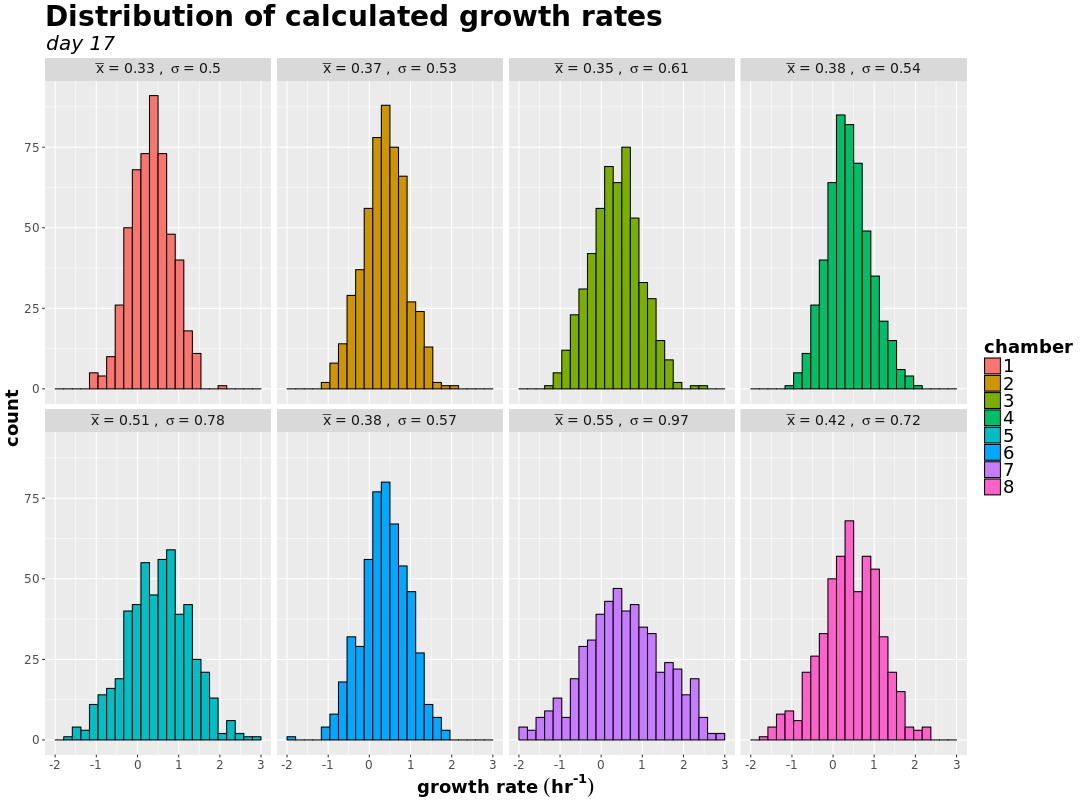 Distribution of calculated growth rates
day 17
x̅ = 0.33 , σ = 0.5
x̅ = 0.37 , σ = 0.53
x̅ = 0.35 , σ = 0.61
x̅ = 0.38 , σ = 0.54
75
50
25
0
x̅ = 0.51 , σ = 0.78
x̅ = 0.38 , σ = 0.57
x̅ = 0.55 , σ = 0.97
x̅ = 0.42 , σ = 0.72
75
50
25
0
-2 -1 0 1 2 3
-2 -1 0 1 2 3
-2 -1 0 1 2 3
-2 -1 0 1 2 3
growth rate (hr⁻¹)
count
chamber
1
2
3
4
5
6
7
8